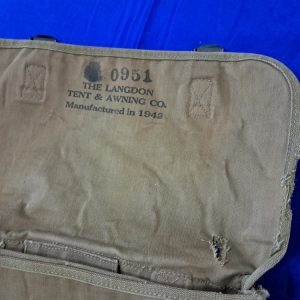 0951
THE LANGDON
TENT & AWNING CO.
Manufactured in 1942